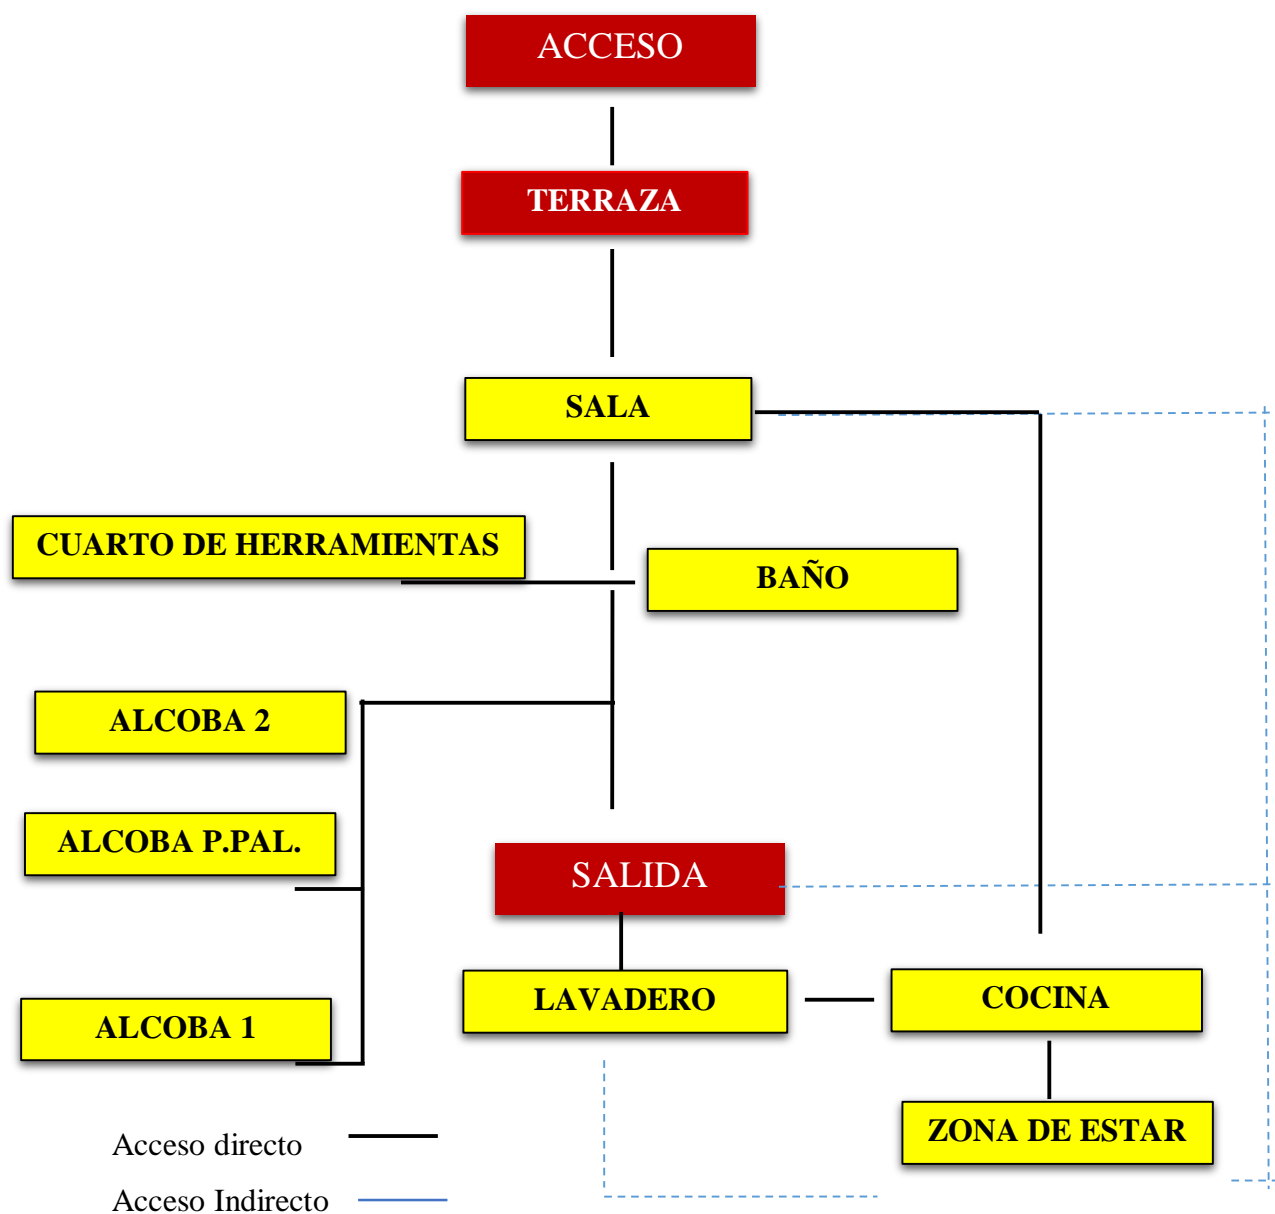 ACCESO
TERRAZA
SALA
CUARTO DE HERRAMIENTAS
BAÑO
ALCOBA 2
ALCOBA P.PAL.
SALIDA
LAVADERO
COCINA
ALCOBA 1
ZONA DE ESTAR
Acceso directo
Acceso Indirecto